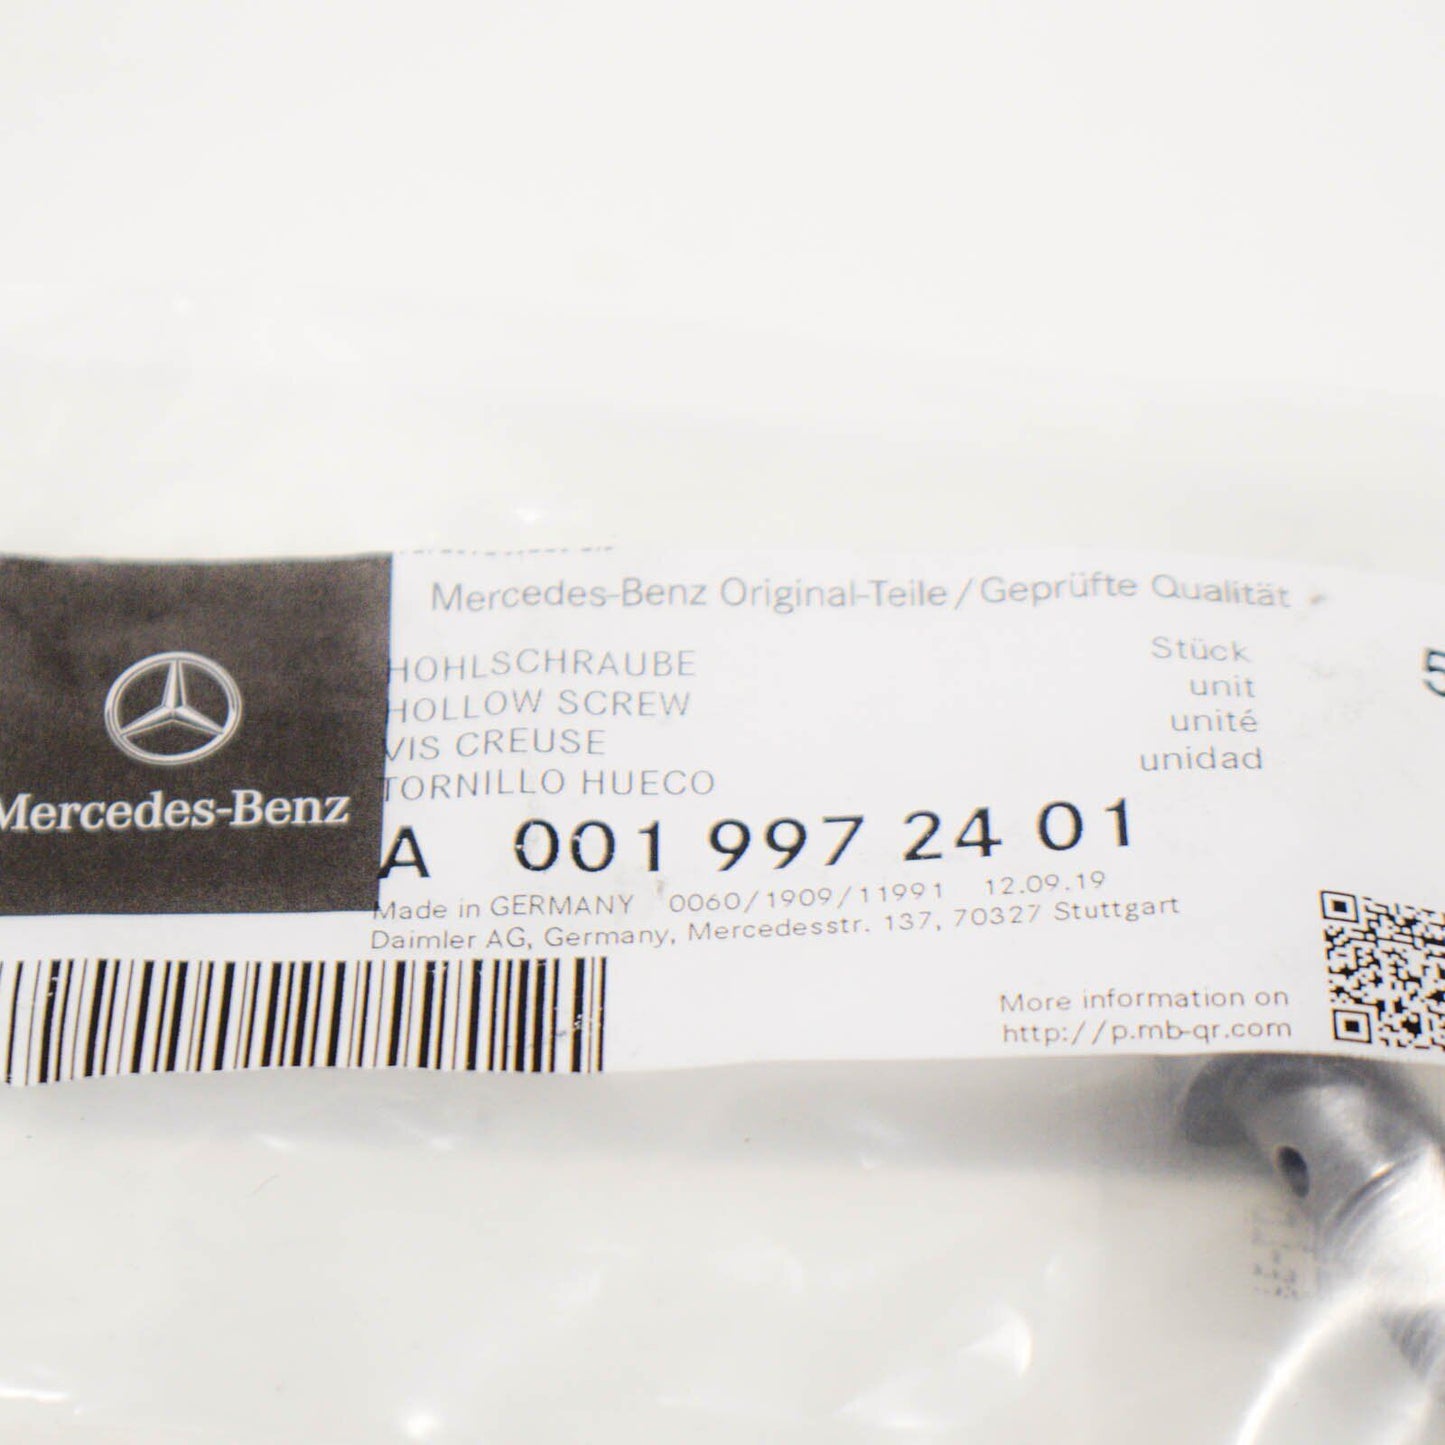 Mercedes-Benz Original-Teile/Geprüfte Qualität
HOHLSCHRAUBE
HOLLOW SCREW
VIS CREUSE
TORNILLO HUECO
Stück
unit
unité
unidad
5
Mercedes-Benz
A 001 997 24 01
Made in GERMANY 0060/1909/11991 12.09.19
Daimler AG, Germany, Mercedesstr. 137, 70327 Stuttgart
More information on
http://p.mb-qr.com